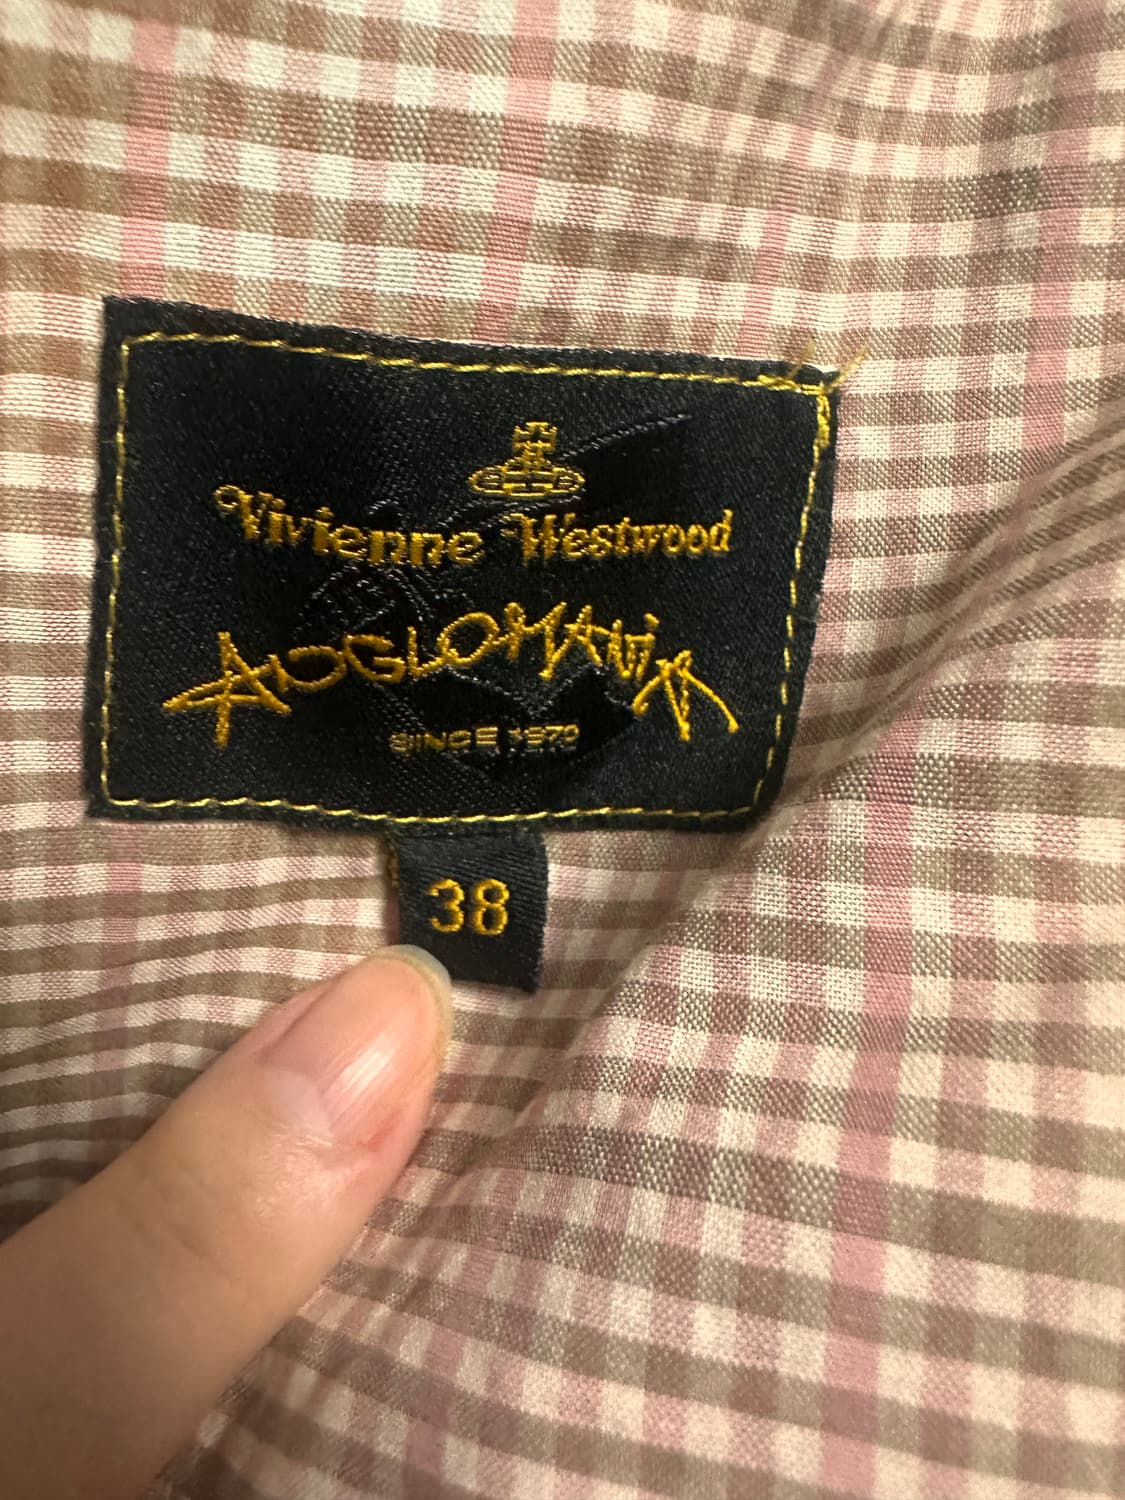 Vivienne Westwood
ANGLOMANiA
SINCE 1970
38